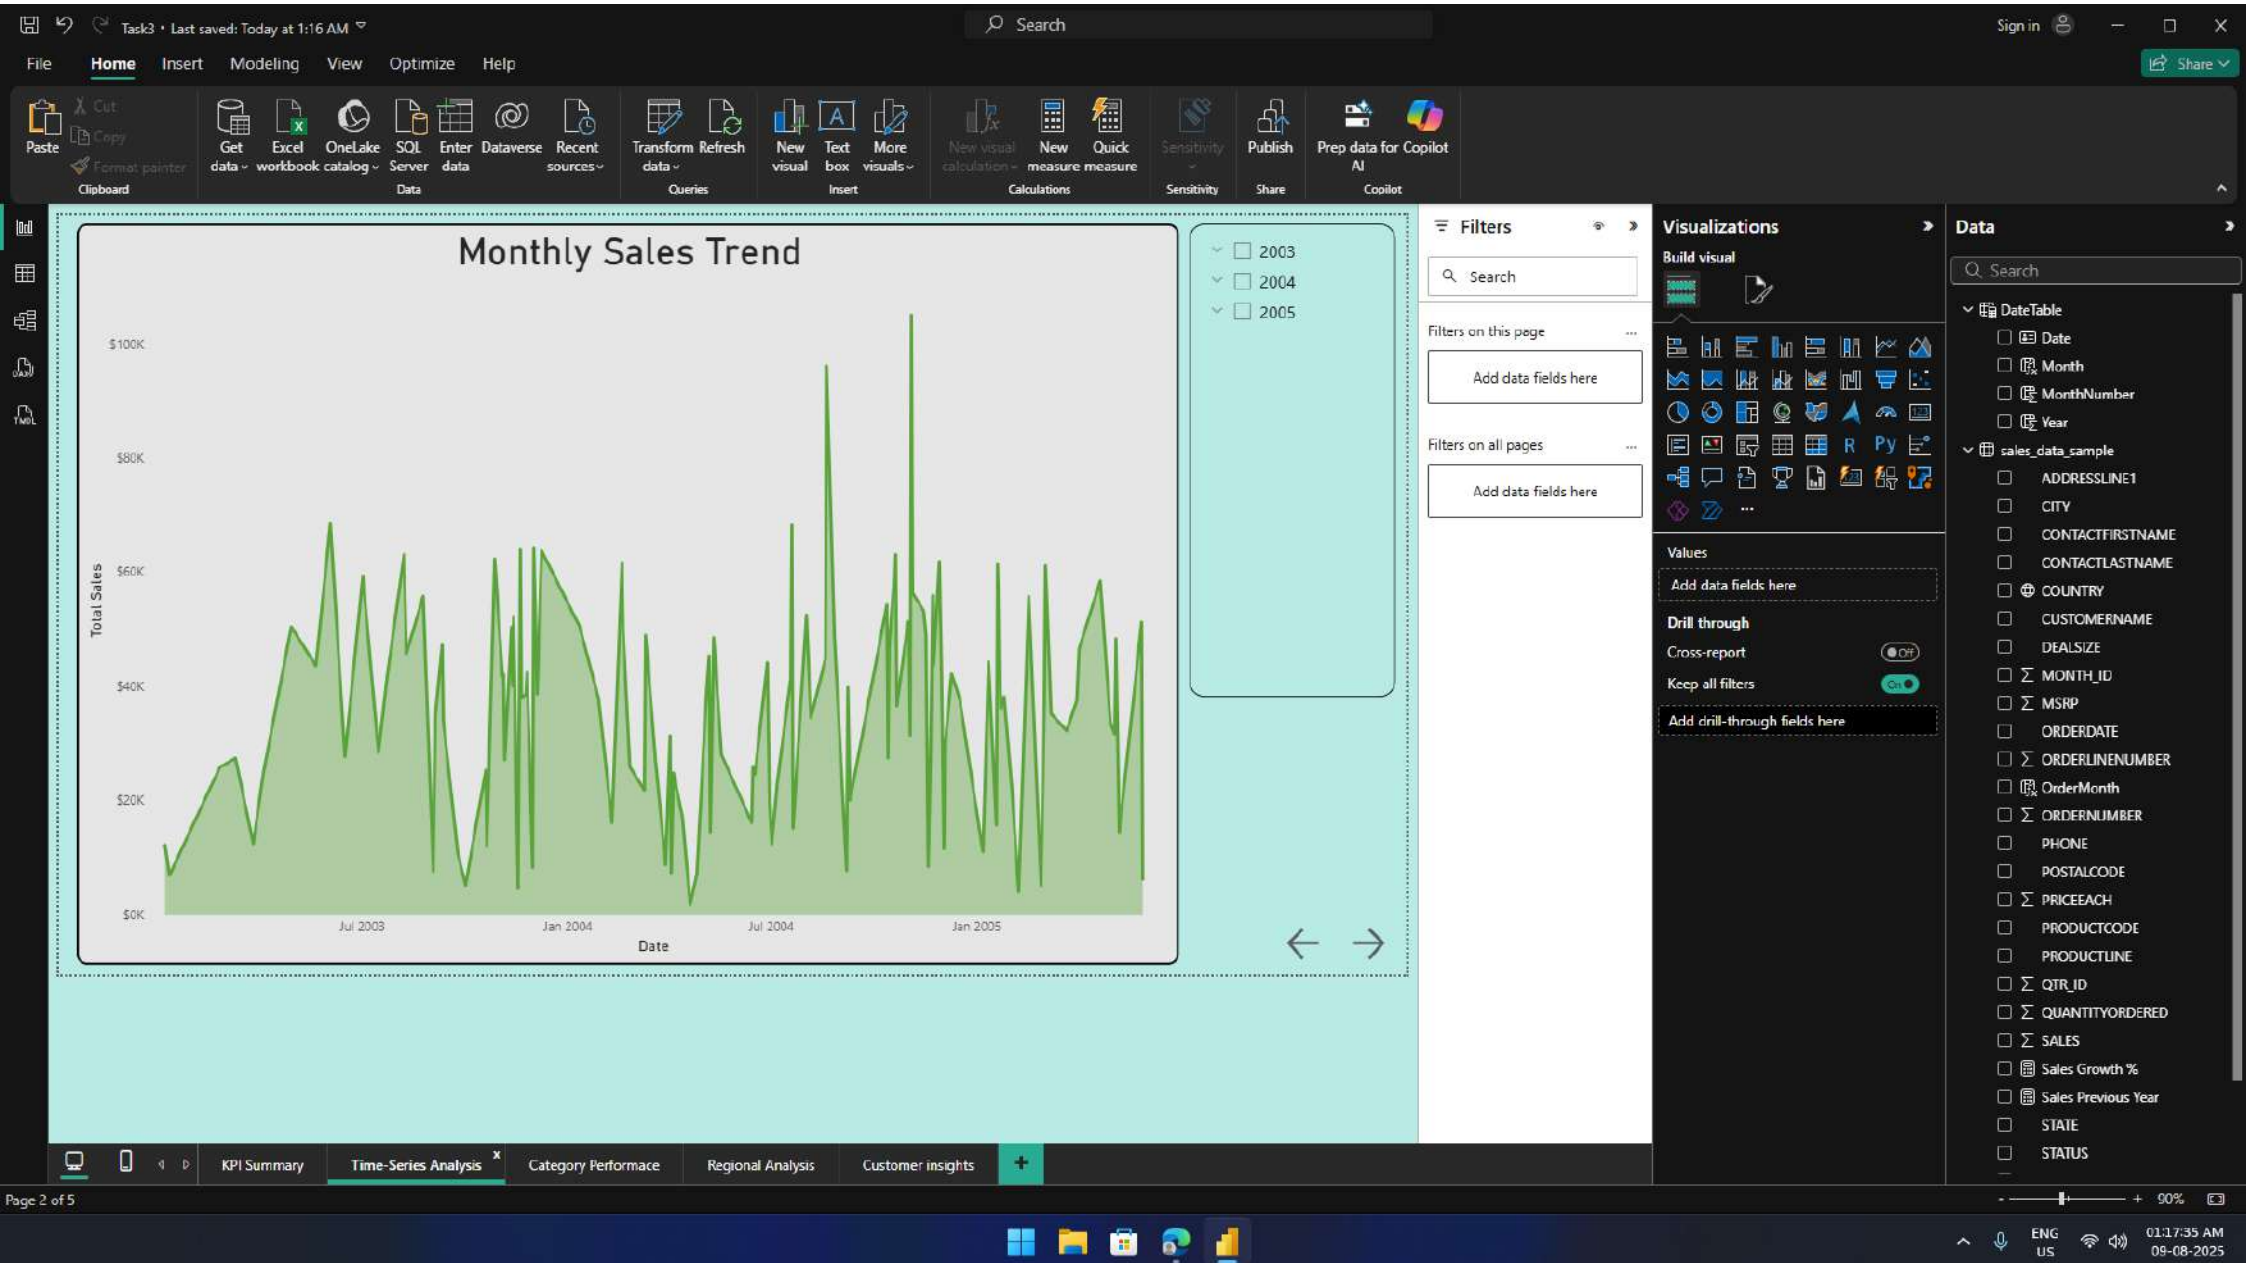 Task3 • Last saved: Today at 1:16 AM
Search
Sign in
File Home Insert Modeling View Optimize Help
Share
Paste
Cut
Copy
Format painter
Clipboard
Get data
Excel workbook
OneLake catalog
SQL Server
Enter data
Dataverse
Recent sources
Data
Transform data
Refresh
Queries
New visual
Text box
More visuals
Insert
New visual calculation
New measure
Quick measure
Calculations
Sensitivity
Sensitivity
Publish
Share
Prep data for AI
Copilot
Copilot
Monthly Sales Trend
Total Sales
$100K
$80K
$60K
$40K
$20K
$0K
Jul 2003 Jan 2004 Jul 2004 Jan 2005
Date
2003
2004
2005
Filters
Search
Filters on this page
Add data fields here
Filters on all pages
Add data fields here
Visualizations
Build visual
123
R Py
123
Values
Add data fields here
Drill through
Cross-report Off
Keep all filters On
Add drill-through fields here
Data
Search
DateTable
Date
Month
MonthNumber
Year
sales_data_sample
ADDRESSLINE1
CITY
CONTACTFIRSTNAME
CONTACTLASTNAME
COUNTRY
CUSTOMERNAME
DEALSIZE
MONTH_ID
MSRP
ORDERDATE
ORDERLINENUMBER
OrderMonth
ORDERNUMBER
PHONE
POSTALCODE
PRICEEACH
PRODUCTCODE
PRODUCTLINE
QTR_ID
QUANTITYORDERED
SALES
Sales Growth %
Sales Previous Year
STATE
STATUS
DAX
TMDL
KPI Summary Time-Series Analysis Category Performace Regional Analysis Customer insights
Page 2 of 5
90%
ENG
US
01:17:35 AM
09-08-2025